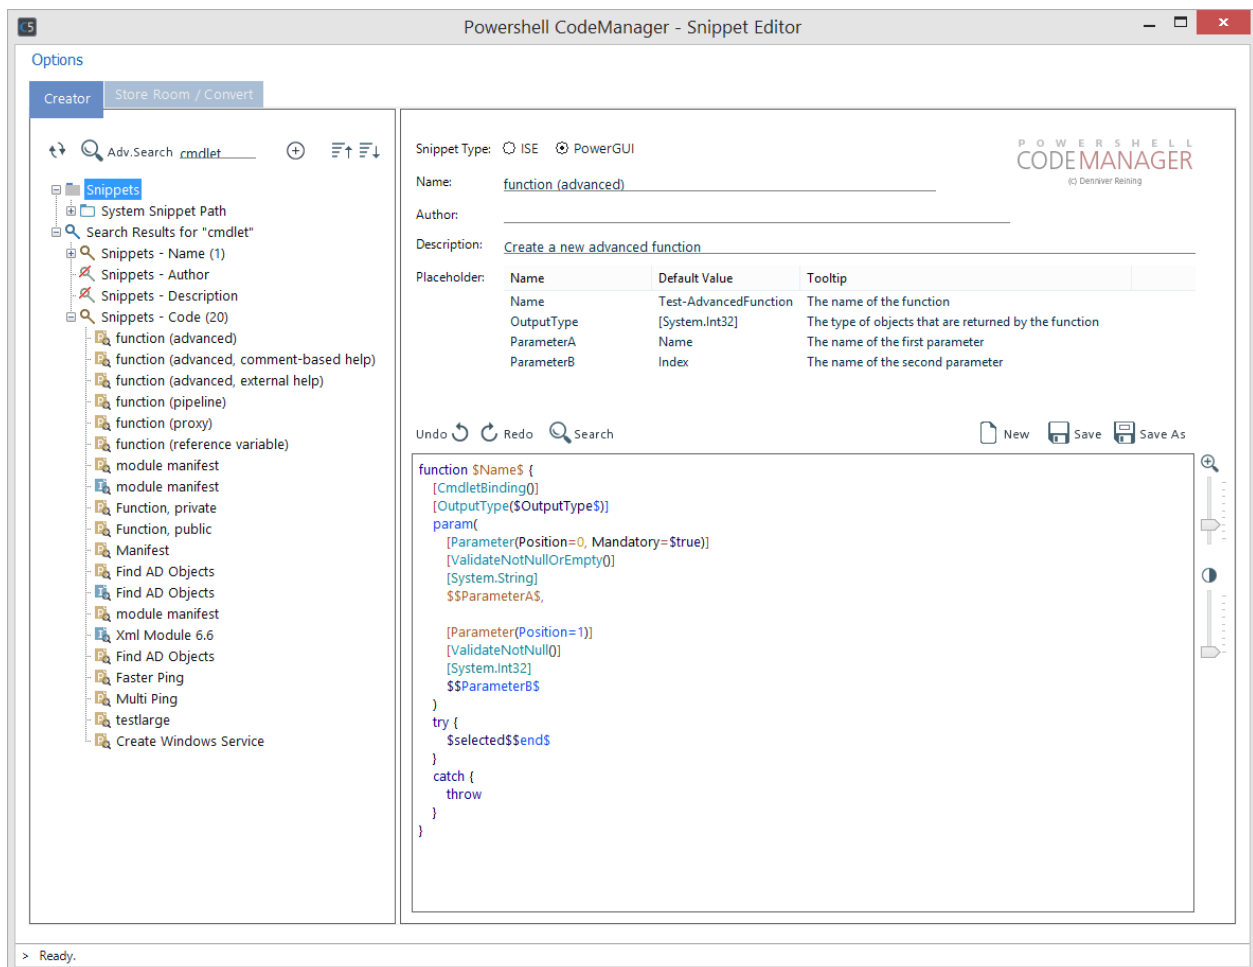 Powershell CodeManager - Snippet Editor
Options
Creator
Store Room / Convert
Adv.Search cmdlet
Snippets
System Snippet Path
Search Results for "cmdlet"
Snippets - Name (1)
Snippets - Author
Snippets - Description
Snippets - Code (20)
function (advanced)
function (advanced, comment-based help)
function (advanced, external help)
function (pipeline)
function (proxy)
function (reference variable)
module manifest
module manifest
Function, private
Function, public
Manifest
Find AD Objects
Find AD Objects
module manifest
Xml Module 6.6
Find AD Objects
Faster Ping
Multi Ping
testlarge
Create Windows Service
Snippet Type: ISE PowerGUI
POWERSHELL
CODEMANAGER
(c) Denniver Reining
Name: function (advanced)
Author:
Description: Create a new advanced function
Placeholder: Name Default Value Tooltip
Name Test-AdvancedFunction The name of the function
OutputType [System.Int32] The type of objects that are returned by the function
ParameterA Name The name of the first parameter
ParameterB Index The name of the second parameter
Undo Redo Search New Save Save As
function $Name$ {
[CmdletBinding()]
[OutputType($OutputType$)]
param(
[Parameter(Position=0, Mandatory=$true)]
[ValidateNotNullOrEmpty()]
[System.String]
$$ParameterA$,
[Parameter(Position=1)]
[ValidateNotNull()]
[System.Int32]
$$ParameterB$
)
try {
$selected$$end$
}
catch {
throw
}
}
> Ready.